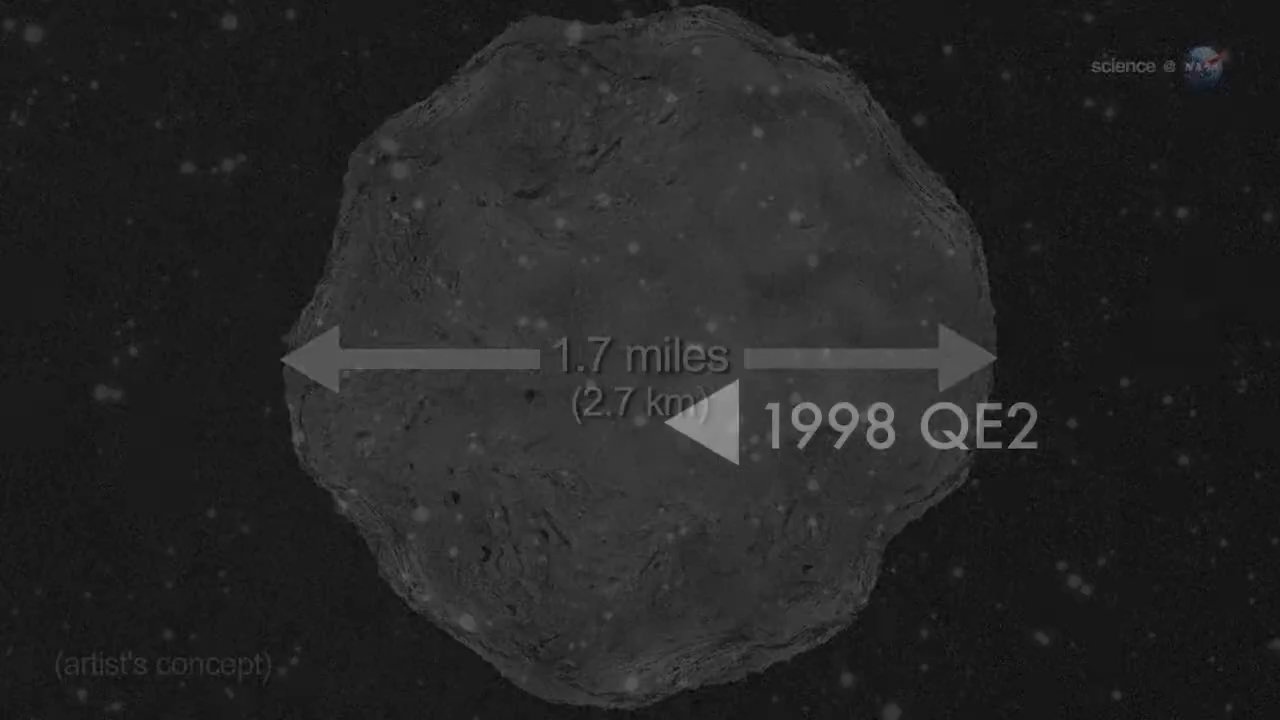 science @ NASA
1.7 miles
(2.7 km)
1998 QE2
(artist's concept)